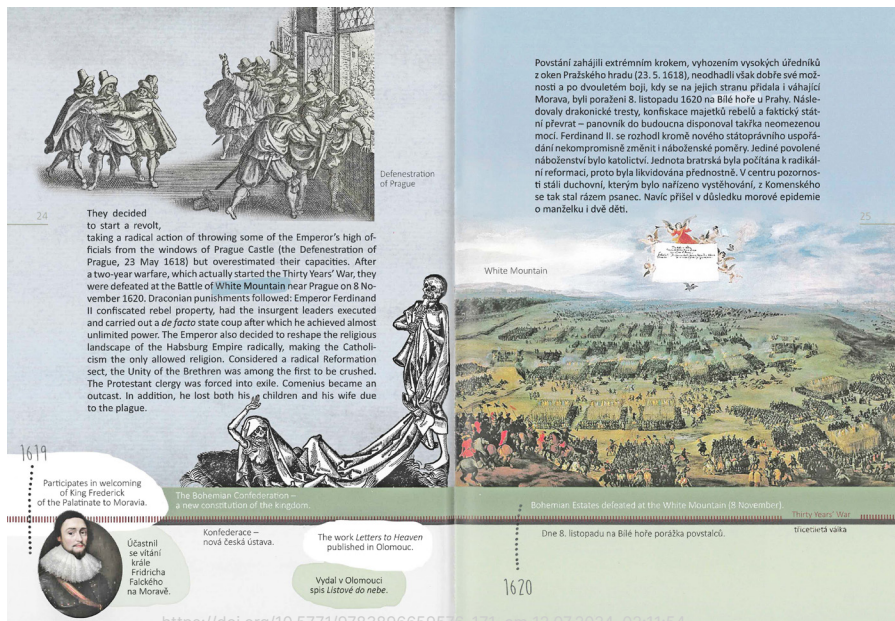 Defenestration
of Prague
24
They decided
to start a revolt,
taking a radical action of throwing some of the Emperor's high of-
ficials from the windows of Prague Castle (the Defenestration of
Prague, 23 May 1618) but overestimated their capacities. After
a two-year warfare, which actually started the Thirty Years' War, they
were defeated at the Battle of White Mountain near Prague on 8 No-
vember 1620. Draconian punishments followed: Emperor Ferdinand
II confiscated rebel property, had the insurgent leaders executed
and carried out a de facto state coup after which he achieved almost
unlimited power. The Emperor also decided to reshape the religious
landscape of the Habsburg Empire radically, making the Catholi-
cism the only allowed religion. Considered a radical Reformation
sect, the Unity of the Brethren was among the first to be crushed.
The Protestant clergy was forced into exile. Comenius became an
outcast. In addition, he lost both his children and his wife due
to the plague.
1619
Participates in welcoming
of King Frederick
of the Palatinate to Moravia.
The Bohemian Confederation –
a new constitution of the kingdom.
Účastnil
se vítání
krále
Fridricha
Falckého
na Moravě.
Konfederace –
nová česká ústava.
The work Letters to Heaven
published in Olomouc.
Vydal v Olomouci
spis Listové do nebe.
Povstání zahájili extrémním krokem, vyhozením vysokých úředníků
z oken Pražského hradu (23. 5. 1618), neodhadli však dobře své mož-
nosti a po dvouletém boji, kdy se na jejich stranu přidala i váhající
Morava, byli poraženi 8. listopadu 1620 na Bílé hoře u Prahy. Násle-
dovaly drakonické tresty, konfiskace majetků rebelů a faktický stát-
ní převrat – panovník do budoucna disponoval takřka neomezenou
mocí. Ferdinand II. se rozhodl kromě nového státoprávního uspořá-
dání nekompromisně změnit i náboženské poměry. Jediné povolené
náboženství bylo katolictví. Jednota bratrská byla počítána k radikál-
ní reformaci, proto byla likvidována přednostně. V centru pozornos-
ti stáli duchovní, kterým bylo nařízeno vystěhování, z Komenského
se tak stal rázem psanec. Navíc přišel v důsledku morové epidemie
o manželku i dvě děti.
25
White Mountain
Bohemian Estates defeated at the White Mountain (8 November).
Thirty Years' War
třicetiletá válka
Dne 8. listopadu na Bílé hoře porážka povstalců.
1620